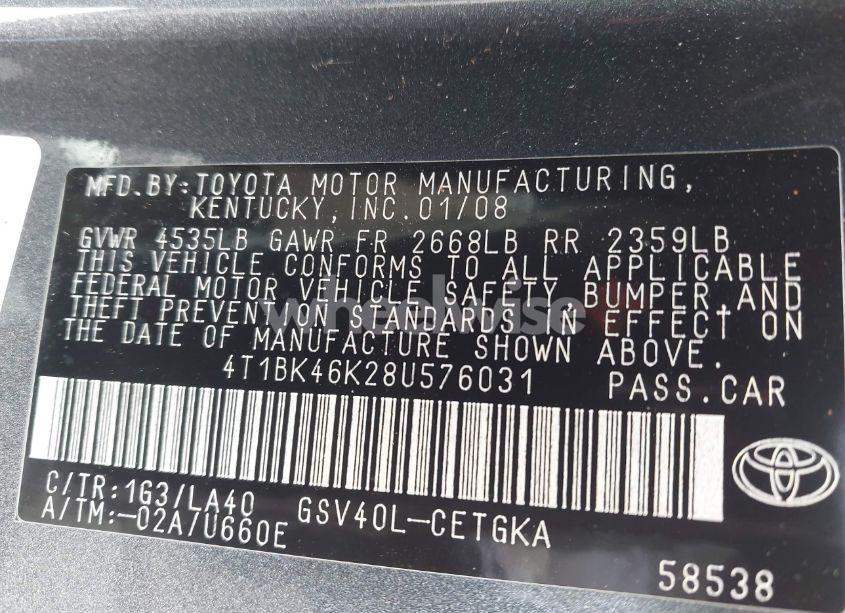 MFD.BY:TOYOTA MOTOR MANUFACTURING,
KENTUCKY,INC.01/08
GVWR 4535LB GAWR FR 2668LB RR 2359LB
THIS VEHICLE CONFORMS TO ALL APPLICABLE
FEDERAL MOTOR VEHICLE SAFETY,BUMPER,AND
THEFT PREVENTION STANDARDS IN EFFECT ON
THE DATE OF MANUFACTURE SHOWN ABOVE.
wheelwise
4T1BK46K28U576031 PASS.CAR
C/TR:1G3/LA40 GSV40L-CETGKA
A/TM:-02A/U660E
58538